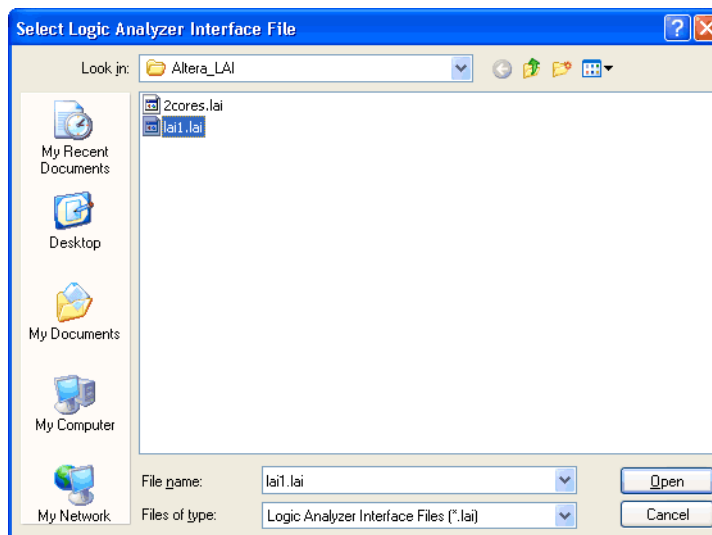 Select Logic Analyzer Interface File
Look in:
Altera_LAI
My Recent
Documents
Desktop
My Documents
My Computer
My Network
2cores.lai
lai1.lai
File name:
lai1.lai
Open
Files of type:
Logic Analyzer Interface Files (*.lai)
Cancel